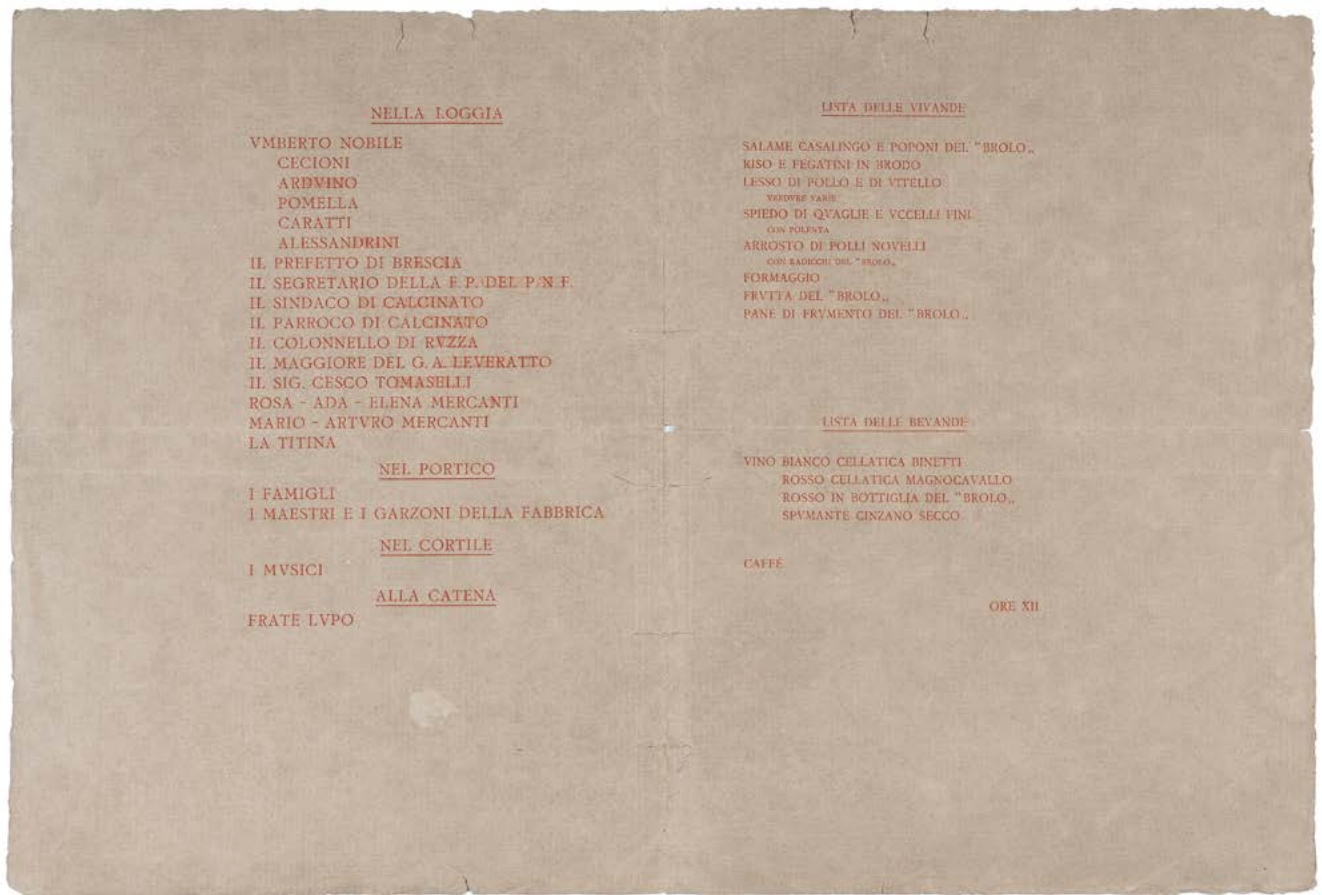 NELLA LOGGIA
VMBERTO NOBILE
CECIONI
ARDVINO
POMELLA
CARATTI
ALESSANDRINI
IL PREFETTO DI BRESCIA
IL SEGRETARIO DELLA F. P. DEL P. N. F.
IL SINDACO DI CALCINATO
IL PARROCO DI CALCINATO
IL COLONNELLO DI RVZZA
IL MAGGIORE DEL G. A. LEVERATTO
IL SIG. CESCO TOMASELLI
ROSA - ADA - ELENA MERCANTI
MARIO - ARTVRO MERCANTI
LA TITINA
NEL PORTICO
I FAMIGLI
I MAESTRI E I GARZONI DELLA FABBRICA
NEL CORTILE
I MVSICI
ALLA CATENA
FRATE LVPO
LISTA DELLE VIVANDE
SALAME CASALINGO E POPONI DEL "BROLO„
RISO E FEGATINI IN BRODO
LESSO DI POLLO E DI VITELLO
VERDVRE VARIE
SPIEDO DI QVAGLIE E VCCELLI FINI
CON POLENTA
ARROSTO DI POLLI NOVELLI
CON RADICCHI DEL "BROLO„
FORMAGGIO
FRVTTA DEL "BROLO„
PANE DI FRVMENTO DEL "BROLO„
LISTA DELLE BEVANDE
VINO BIANCO CELLATICA BINETTI
ROSSO CELLATICA MAGNOCAVALLO
ROSSO IN BOTTIGLIA DEL "BROLO„
SPVMANTE CINZANO SECCO
CAFFÉ
ORE XII